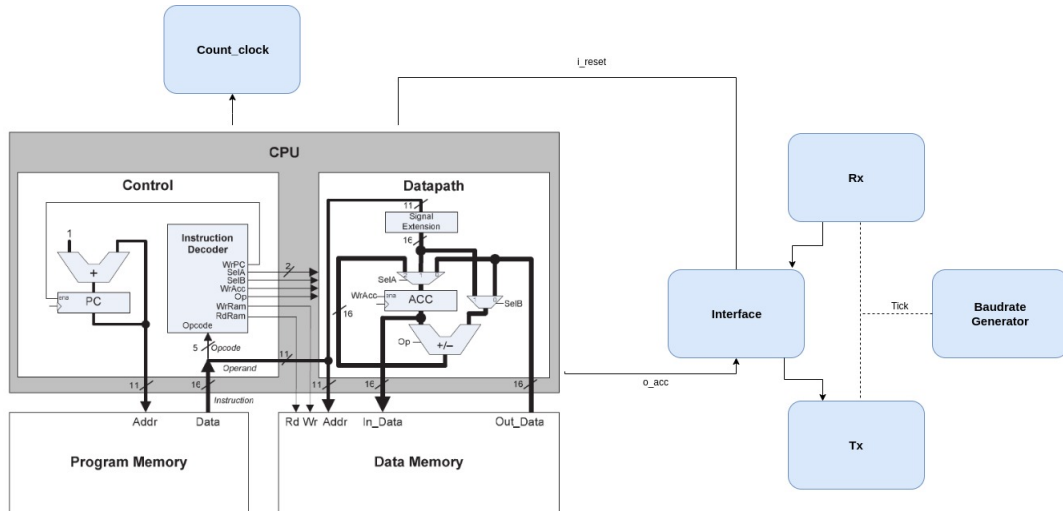 Count_clock
i_reset
CPU
Control
Datapath
11
Signal
Extension
16
1
Instruction
Decoder
WrPC
SelA
SelB
WrAcc
Op
WrRam
RdRam
Opcode
2
+
ena
PC
SelA
WrAcc
ena
ACC
SelB
16
Op
+/−
5
Opcode
11
Operand
11
16
Instruction
11
16
16
Addr
Data
Rd
Wr
Addr
In_Data
Out_Data
Program Memory
Data Memory
Rx
Interface
Tick
Baudrate
Generator
o_acc
Tx